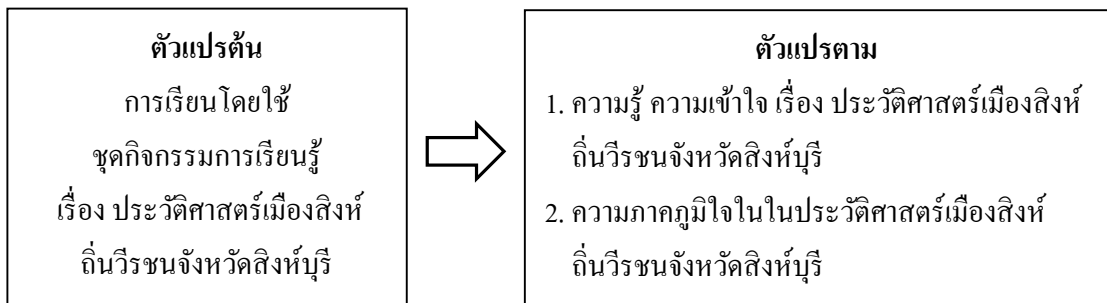 ตัวแปรต้น
การเรียนโดยใช้
ชุดกิจกรรมการเรียนรู้
เรื่อง ประวัติศาสตร์เมืองสิงห์
ถิ่นวีรชนจังหวัดสิงห์บุรี
ตัวแปรตาม
1. ความรู้ ความเข้าใจ เรื่อง ประวัติศาสตร์เมืองสิงห์
ถิ่นวีรชนจังหวัดสิงห์บุรี
2. ความภาคภูมิใจในในประวัติศาสตร์เมืองสิงห์
ถิ่นวีรชนจังหวัดสิงห์บุรี